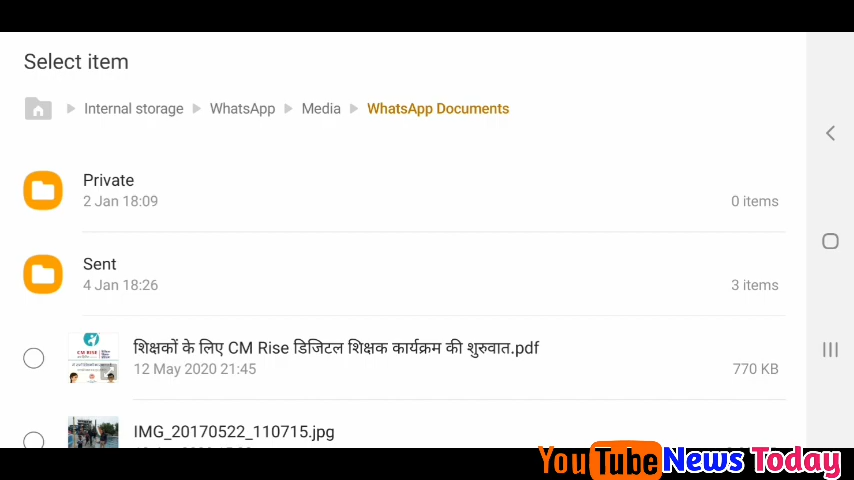 Select item
Internal storage WhatsApp Media WhatsApp Documents
Private
2 Jan 18:09
0 items
Sent
4 Jan 18:26
3 items
शिक्षकों के लिए CM Rise डिजिटल शिक्षक कार्यक्रम की शुरुवात.pdf
12 May 2020 21:45
770 KB
CM RISE
IMG_20170522_110715.jpg
YouTube News Today